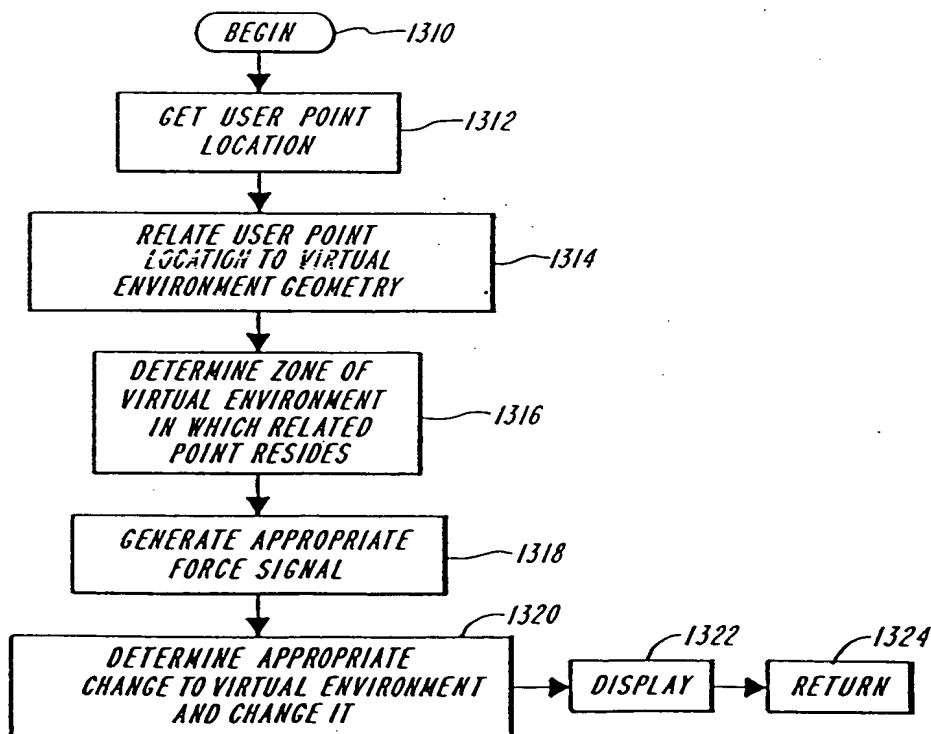 BEGIN
1310
GET USER POINT
LOCATION
1312
RELATE USER POINT
LOCATION TO VIRTUAL
ENVIRONMENT GEOMETRY
1314
DETERMINE ZONE OF
VIRTUAL ENVIRONMENT
IN WHICH RELATED
POINT RESIDES
1316
GENERATE APPROPRIATE
FORCE SIGNAL
1318
1320
DETERMINE APPROPRIATE
CHANGE TO VIRTUAL ENVIRONMENT
AND CHANGE IT
1322
DISPLAY
1324
RETURN